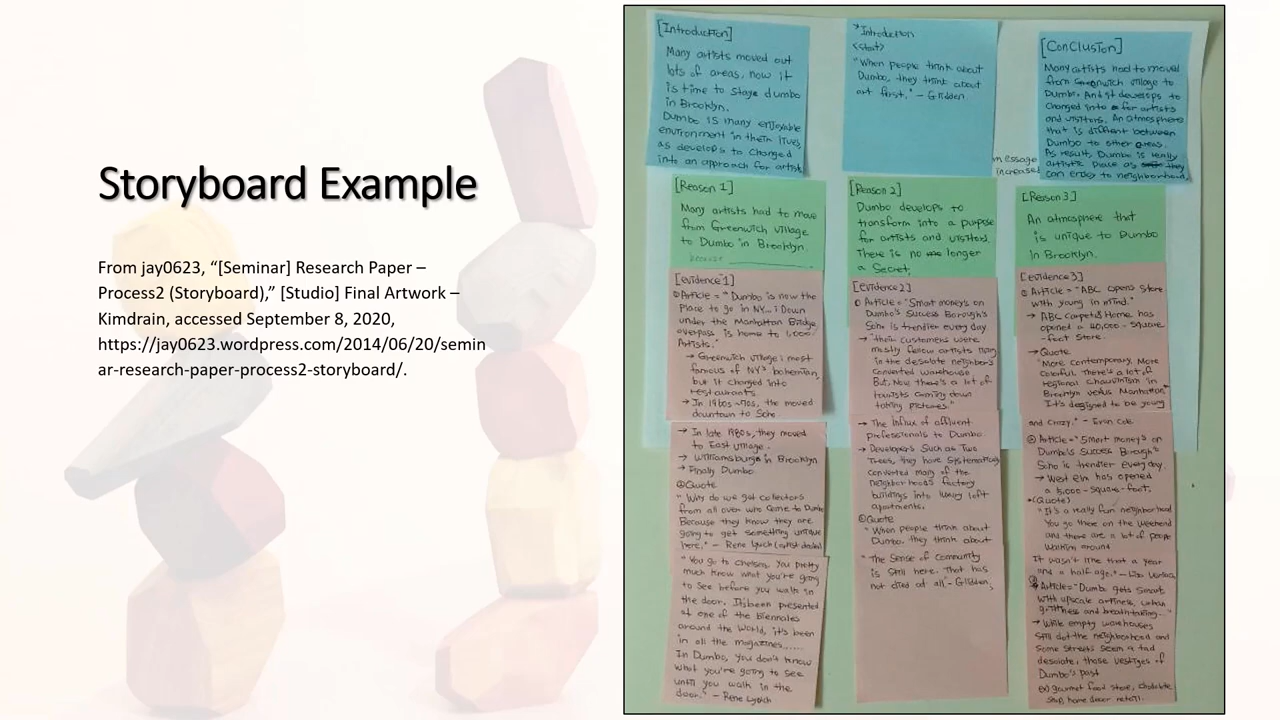 Storyboard Example
From jay0623, “[Seminar] Research Paper –
Process2 (Storyboard),” [Studio] Final Artwork –
Kimdrain, accessed September 8, 2020,
https://jay0623.wordpress.com/2014/06/20/semin
ar-research-paper-process2-storyboard/.
[Introduction]
Many artists moved out
lots of areas, now it
is time to stage dumbo
in Brooklyn.
Dumbo is many enjoyable
environment in their lives,
as develops to changed
into an approach for artists
Introduction
<start>
"When people think about
Dumbo, they think about
art first." - Glidden.
[Conclusion]
Many artists had to moved
from Greenwich village to
Dumbo. And it develops to
changed into for artists
and visitors. An atmosphere
that is different between
Dumbo to other areas.
As result, Dumbo is really
artists place as they
can enjoy to neighborhood.
message
increase
[Reason 1]
Many artists had to move
from Greenwich village
to Dumbo in Brooklyn.
because
[Reason 2]
Dumbo develops to
transform into a purpose
for artists and visitors.
There is no longer
a Secret.
[Reason 3]
An atmosphere that
is unique to Dumbo
in Brooklyn.
[evidence 1]
① Article = "Dumbo is now the
Place to go in NY...: Down
under the Manhattan Bridge
overpass is home to 1,000
Artists."
→ Greenwich village: most
famous of NY's bohemian,
but it changed into
restaurants.
→ In 1960s~70s, the moved
downtown to Soho
→ In late 1980s, they moved
to East village.
→ Williamsburg in Brooklyn
→ Finally Dumbo.
② Quote
"Why do we get collectors
from all over who come to Dumbo
Because they know they are
going to get something unique
here." - Rene Lynch (artist dealer)
You go to Chelsea. You pretty
much know what you're going
to see before you walk in
the door. It's been presented
at one of the Biennales
around the world, it's been
in all the magazines......
In Dumbo, you don't know
what you're going to see
until you walk in the
door." - Rene Lynch
[evidence 2]
① Article = "Smart money's on
Dumbo's Success Borough's
Soho is trendier every day.
→ "their customers were
mostly fellow artists
in the desolate neighbor's
converted warehouse
But, Now there's a lot of
tourists coming down
taking pictures."
→ The Influx of affluent
professionals to Dumbo.
→ Developers Such as Two
Trees, they have systematically
converted many of the
neighborhood's factory
buildings into luxury loft
apartments.
② Quote
"When people think about
Dumbo, they think about
"The Sense of Community
is Still here. That has
not died at all" - Glidden.
[evidence 3]
① Article = "ABC opens store
with young in mind."
→ ABC Carpet & Home has
opened a 40,000-Square
-foot Store.
→ Quote
"More contemporary, More
Colorful. There's a lot of
regional chauvinism in
Brooklyn versus Manhattan"
It's designed to be young
and crazy." - Evan Cole
② Article = "Smart money's on
Dumbo's Success Borough's
Soho is trendier every day.
→ West Elm has opened
a 15,000-square-foot.
→ (Quote)
"It's a really fun neighborhood
You go there on the weekend
and there are a lot of people
walking around
It wasn't like that a year
and a half ago." - Lisa
③ Article = "Dumbo gets smart
with upscale artiness, urban
grittiness and breath-taking..."
→ While empty warehouses
still dot the neighborhood and
Some streets seem a tad
desolate, those vestiges of
Dumbo's past
ex) gourmet food store, chocolate
shop, home decor retail.